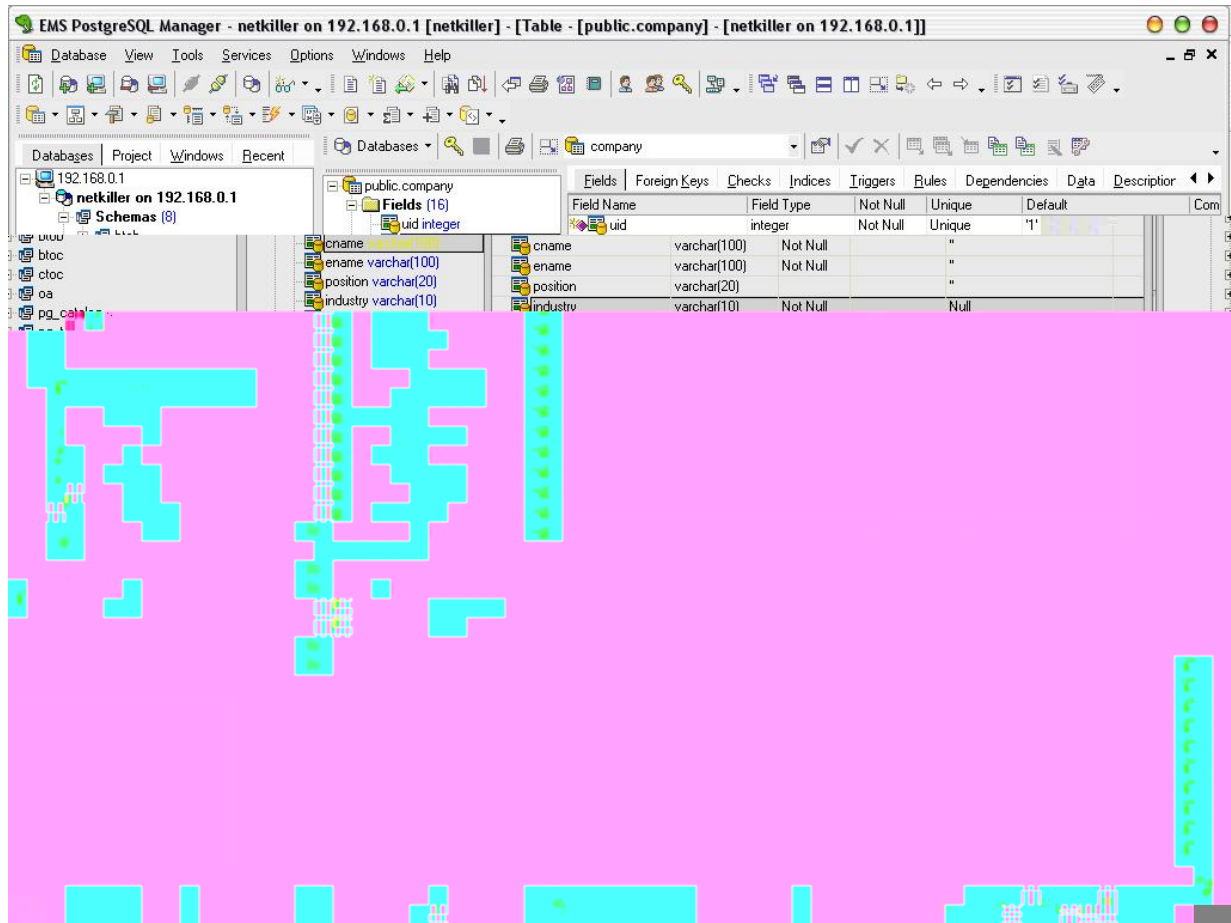 EMS PostgreSQL Manager - netkiller on 192.168.0.1 [netkiller] - [Table - [public.company] - [netkiller on 192.168.0.1]]
Database View Tools Services Options Windows Help
Databases Project Windows Recent
Databases
company
192.168.0.1
netkiller on 192.168.0.1
Schemas (8)
btoc
ctoc
oa
public.company
Fields (16)
uid integer
cname
ename varchar(100)
position varchar(20)
industry varchar(10)
Fields Foreign Keys Checks Indices Triggers Rules Dependencies Data Description
Field Name Field Type Not Null Unique Default Com
uid integer Not Null Unique '1'
cname varchar(100) Not Null ''
ename varchar(100) Not Null ''
position varchar(20) ''
industry varchar(10) Not Null Null